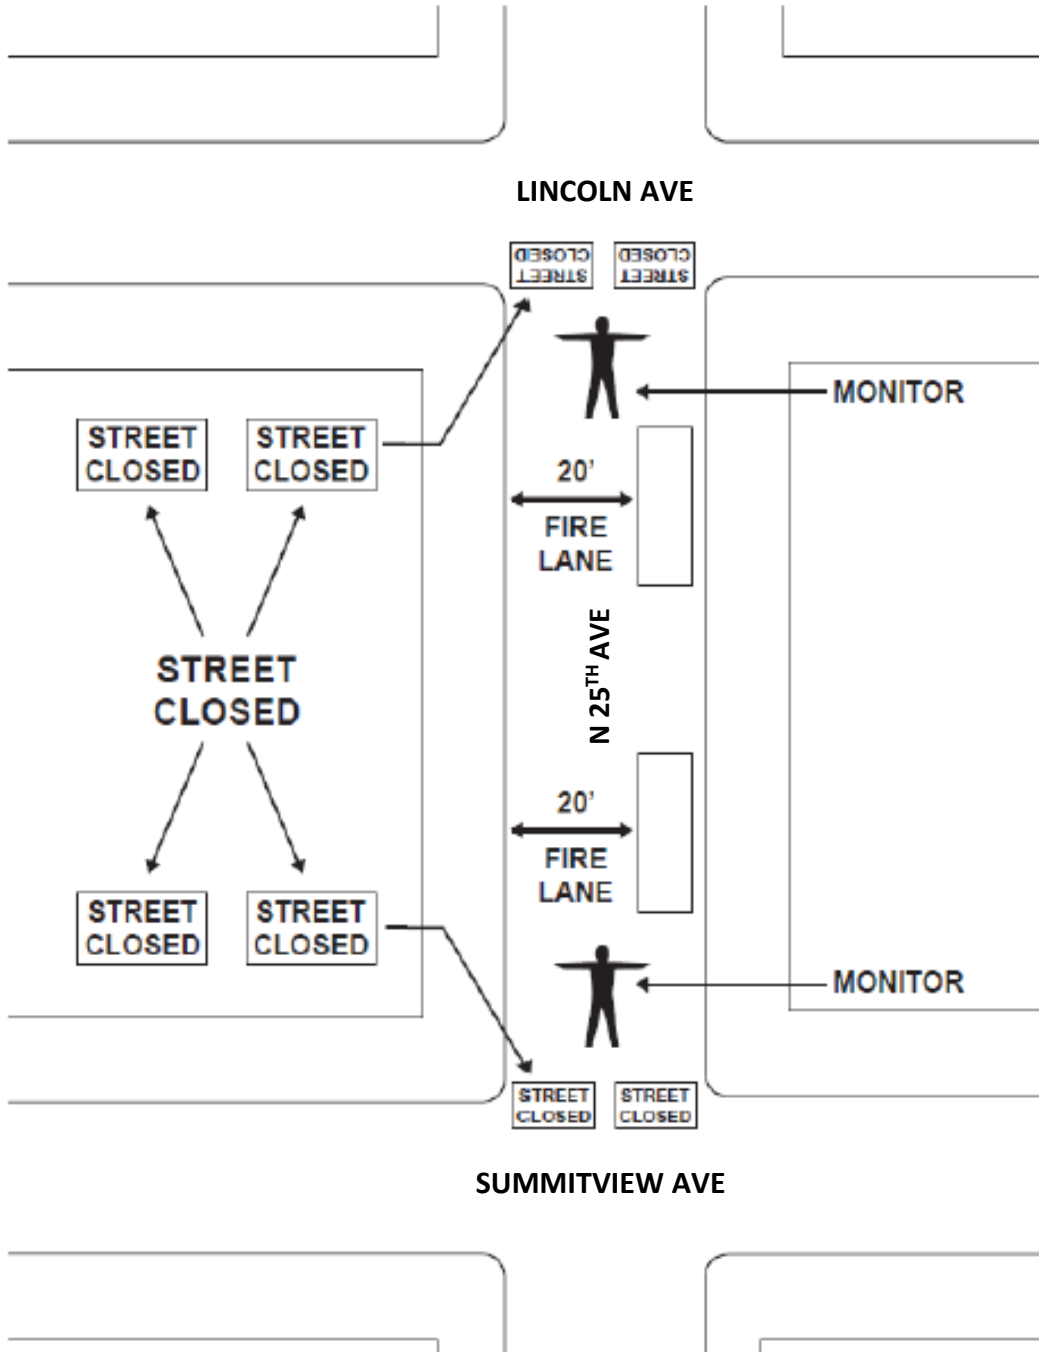 LINCOLN AVE
STREET
CLOSED
STREET
CLOSED
MONITOR
STREET
CLOSED
STREET
CLOSED
20'
FIRE
LANE
N 25TH AVE
STREET
CLOSED
20'
FIRE
LANE
STREET
CLOSED
STREET
CLOSED
MONITOR
STREET
CLOSED
STREET
CLOSED
SUMMITVIEW AVE